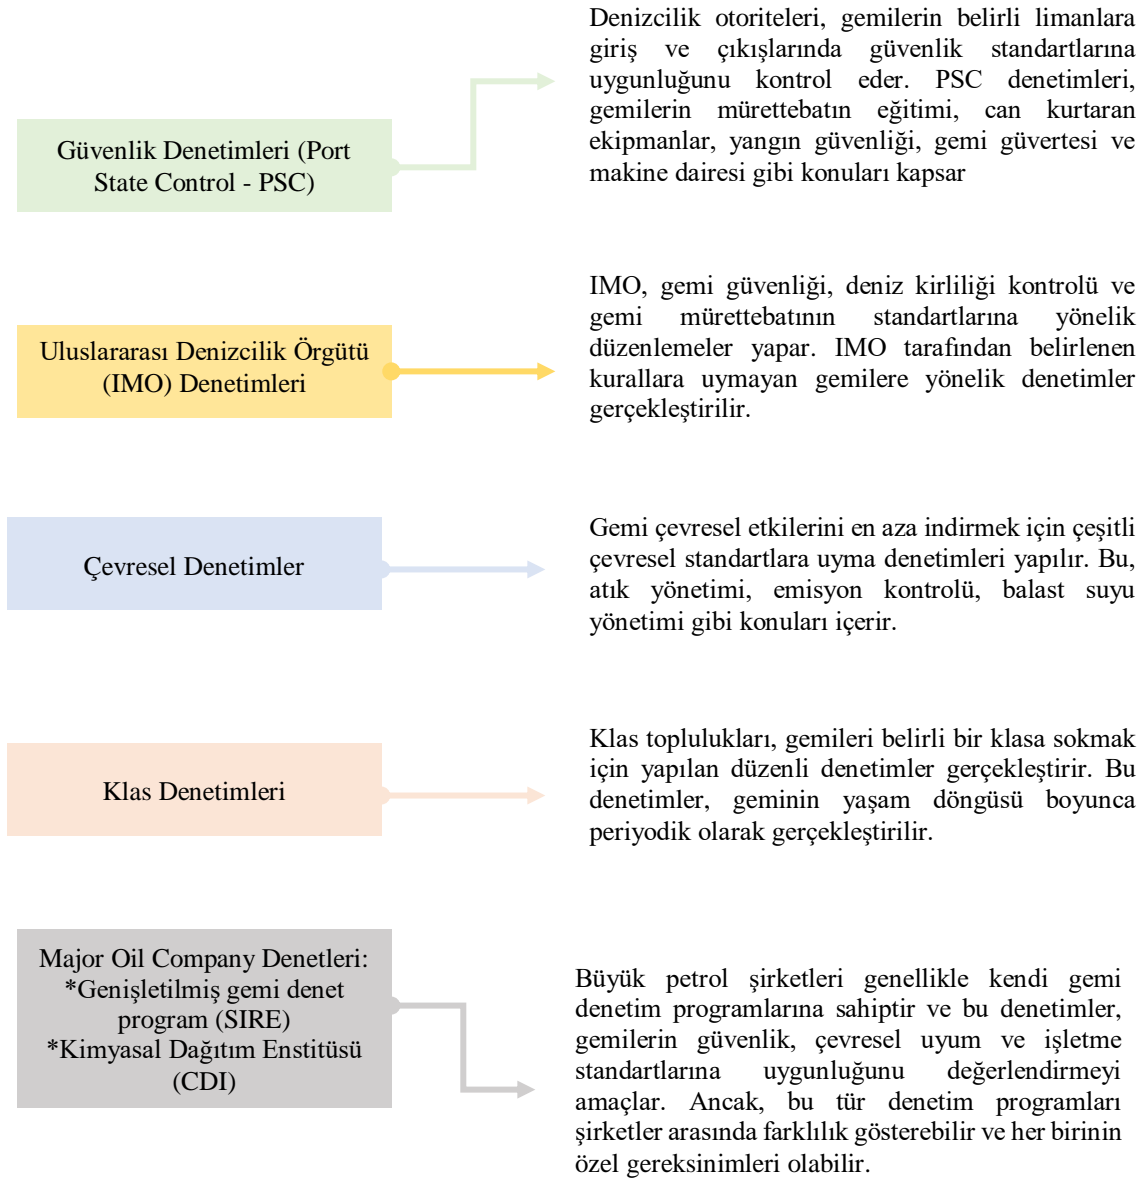 Güvenlik Denetimleri (Port
State Control - PSC)
Denizcilik otoriteleri, gemilerin belirli limanlara
giriş ve çıkışlarında güvenlik standartlarına
uygunluğunu kontrol eder. PSC denetimleri,
gemilerin mürettebatın eğitimi, can kurtaran
ekipmanlar, yangın güvenliği, gemi güvertesi ve
makine dairesi gibi konuları kapsar
Uluslararası Denizcilik Örgütü
(IMO) Denetimleri
IMO, gemi güvenliği, deniz kirliliği kontrolü ve
gemi mürettebatının standartlarına yönelik
düzenlemeler yapar. IMO tarafından belirlenen
kurallara uymayan gemilere yönelik denetimler
gerçekleştirilir.
Çevresel Denetimler
Gemi çevresel etkilerini en aza indirmek için çeşitli
çevresel standartlara uyma denetimleri yapılır. Bu,
atık yönetimi, emisyon kontrolü, balast suyu
yönetimi gibi konuları içerir.
Klas Denetimleri
Klas toplulukları, gemileri belirli bir klasa sokmak
için yapılan düzenli denetimler gerçekleştirir. Bu
denetimler, geminin yaşam döngüsü boyunca
periyodik olarak gerçekleştirilir.
Major Oil Company Denetleri:
*Genişletilmiş gemi denet
program (SIRE)
*Kimyasal Dağıtım Enstitüsü
(CDI)
Büyük petrol şirketleri genellikle kendi gemi
denetim programlarına sahiptir ve bu denetimler,
gemilerin güvenlik, çevresel uyum ve işletme
standartlarına uygunluğunu değerlendirmeyi
amaçlar. Ancak, bu tür denetim programları
şirketler arasında farklılık gösterebilir ve her birinin
özel gereksinimleri olabilir.